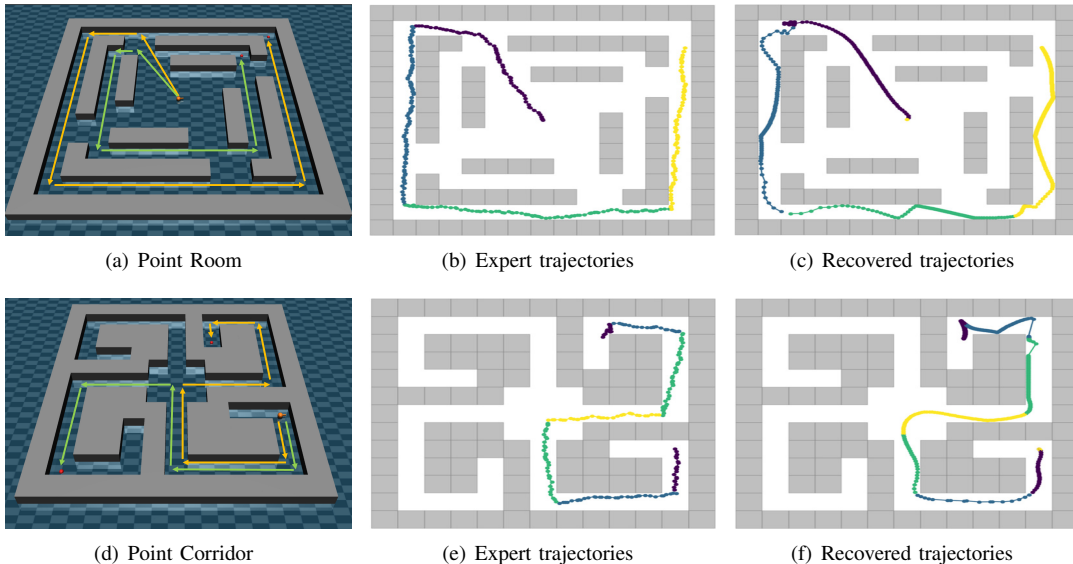 (a) Point Room
(b) Expert trajectories
(c) Recovered trajectories
(d) Point Corridor
(e) Expert trajectories
(f) Recovered trajectories